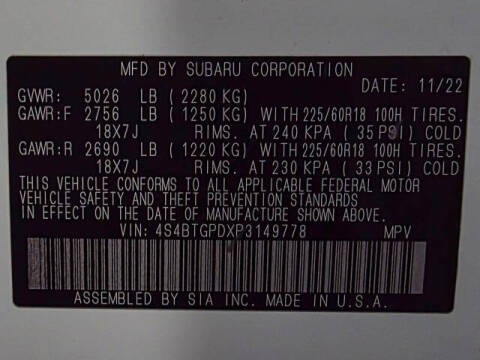 MFD BY SUBARU CORPORATION
DATE: 11/22
GVWR: 5026 LB (2280 KG)
GAWR:F 2756 LB (1250 KG) WITH 225/60R18 100H TIRES.
18X7J RIMS. AT 240 KPA (35 PSI) COLD
GAWR:R 2690 LB (1220 KG) WITH 225/60R18 100H TIRES.
18X7J RIMS. AT 230 KPA (33 PSI) COLD
THIS VEHICLE CONFORMS TO ALL APPLICABLE FEDERAL MOTOR
VEHICLE SAFETY AND THEFT PREVENTION STANDARDS
IN EFFECT ON THE DATE OF MANUFACTURE SHOWN ABOVE.
VIN: 4S4BTGPDXP3149778 MPV
ASSEMBLED BY SIA INC. MADE IN U.S.A.